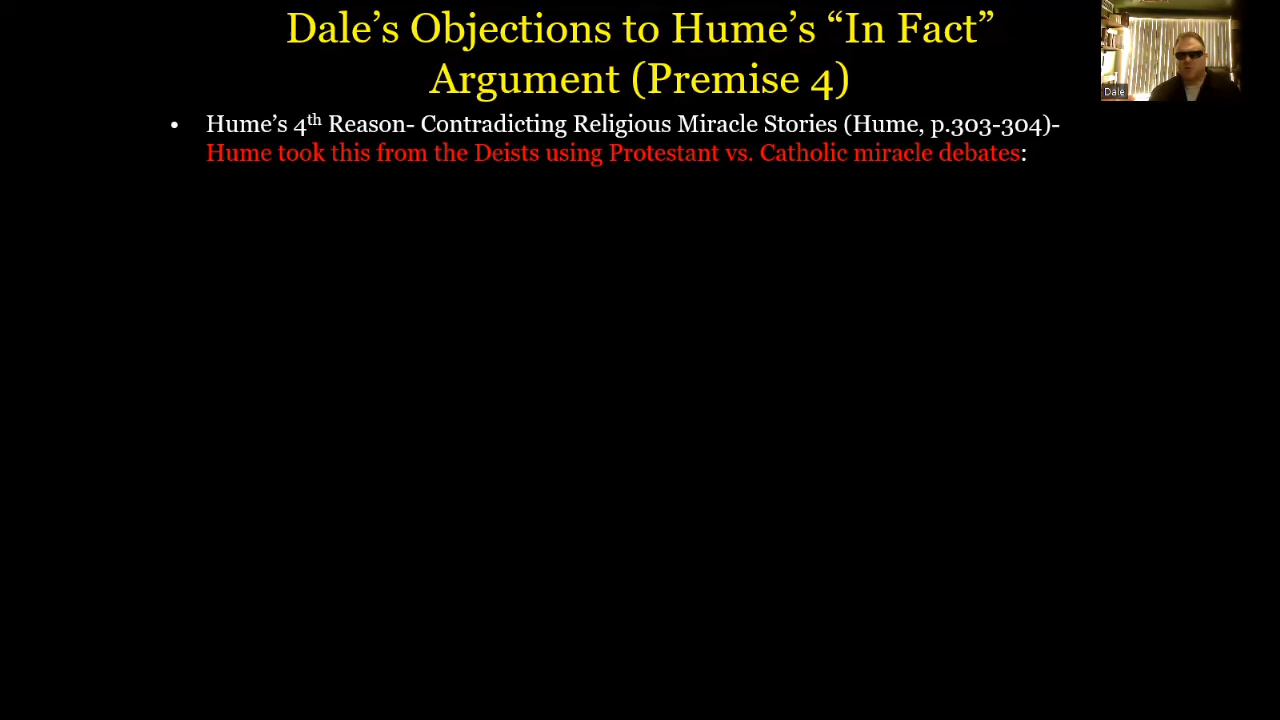 Dale’s Objections to Hume’s “In Fact”
Argument (Premise 4)
Dale
• Hume’s 4th Reason- Contradicting Religious Miracle Stories (Hume, p.303-304)-
Hume took this from the Deists using Protestant vs. Catholic miracle debates: